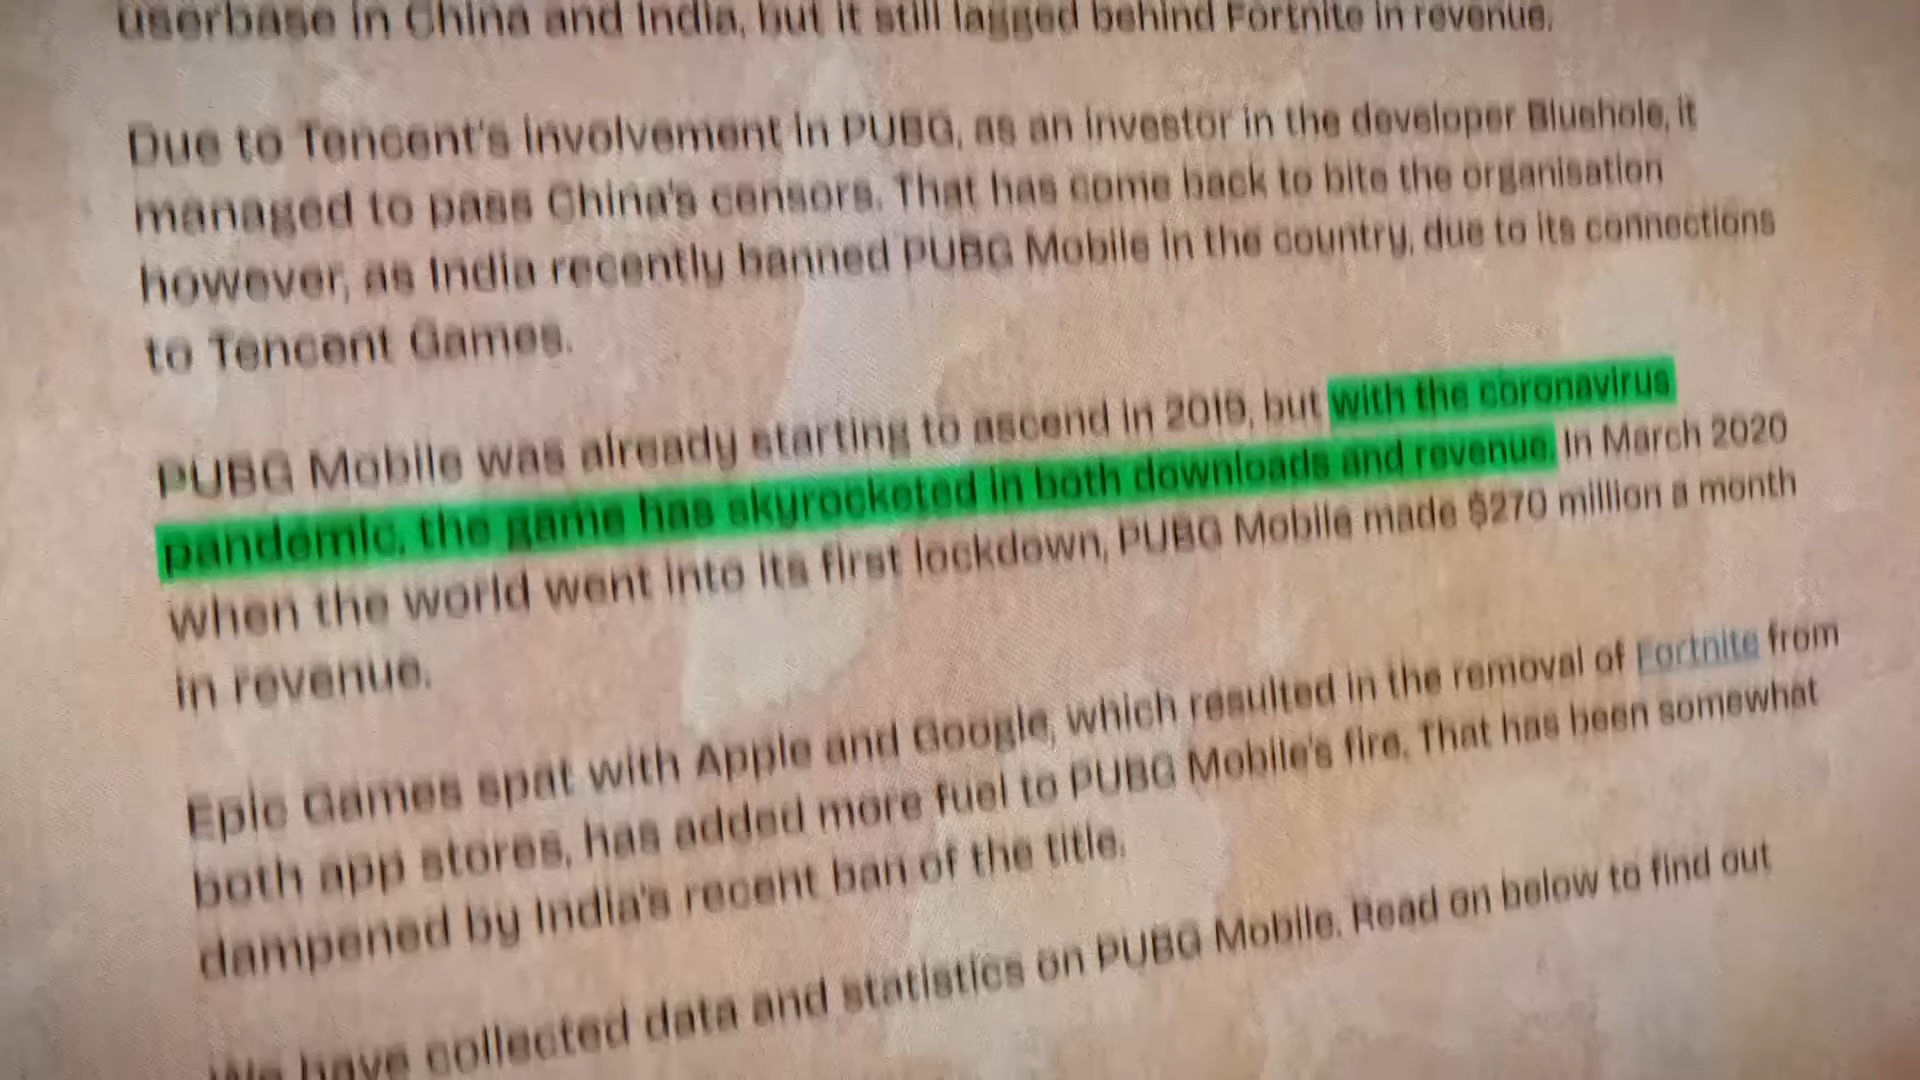 userbase in China and India, but it still lagged behind Fortnite in revenue.
Due to Tencent's involvement in PUBG, as an investor in the developer Bluehole, it
managed to pass China's censors. That has come back to bite the organisation
however, as India recently banned PUBG Mobile in the country, due to its connections
to Tencent Games.
PUBG Mobile was already starting to ascend in 2019, but with the coronavirus
pandemic, the game has skyrocketed in both downloads and revenue. In March 2020
when the world went into its first lockdown, PUBG Mobile made $270 million a month
in revenue.
Epic Games spat with Apple and Google, which resulted in the removal of Fortnite from
both app stores, has added more fuel to PUBG Mobile's fire. That has been somewhat
dampened by India's recent ban of the title.
We have collected data and statistics on PUBG Mobile. Read on below to find out